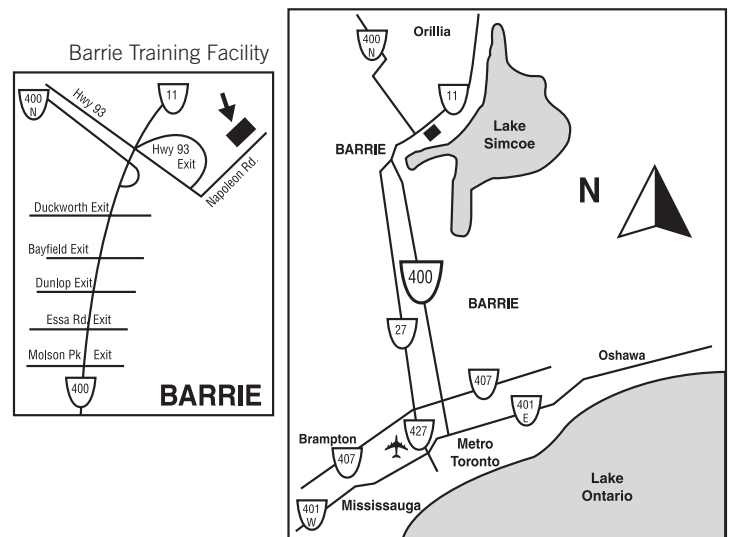 Barrie Training Facility
400
N
Hwy 93
11
Hwy 93
Exit
Napoleon Rd.
Duckworth Exit
Bayfield Exit
Dunlop Exit
Essa Rd. Exit
Molson Pk Exit
400
BARRIE
400
N
Orillia
11
BARRIE
Lake
Simcoe
N
400
BARRIE
27
Oshawa
407
401
E
Brampton
427
407
Metro
Toronto
401
W
Mississauga
Lake
Ontario